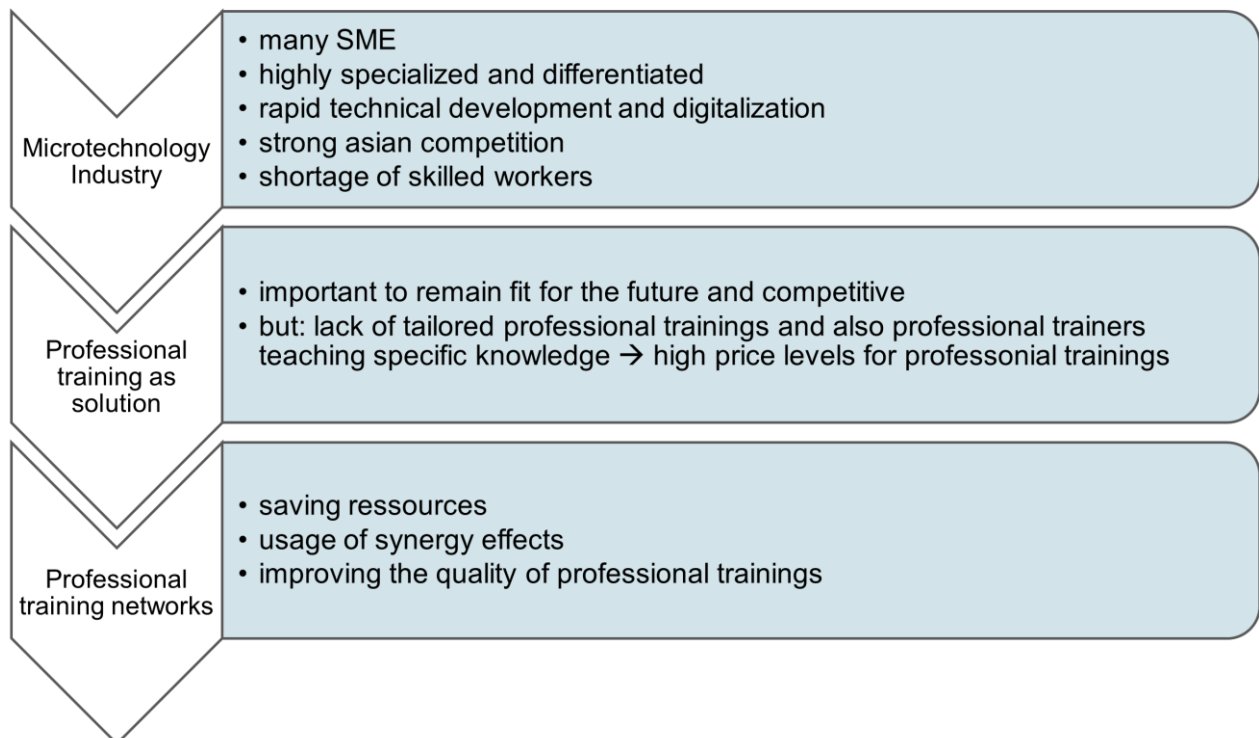 Microtechnology
Industry
• many SME
• highly specialized and differentiated
• rapid technical development and digitalization
• strong asian competition
• shortage of skilled workers
Professional
training as
solution
• important to remain fit for the future and competitive
• but: lack of tailored professional trainings and also professional trainers
teaching specific knowledge → high price levels for professonial trainings
Professional
training networks
• saving ressources
• usage of synergy effects
• improving the quality of professional trainings